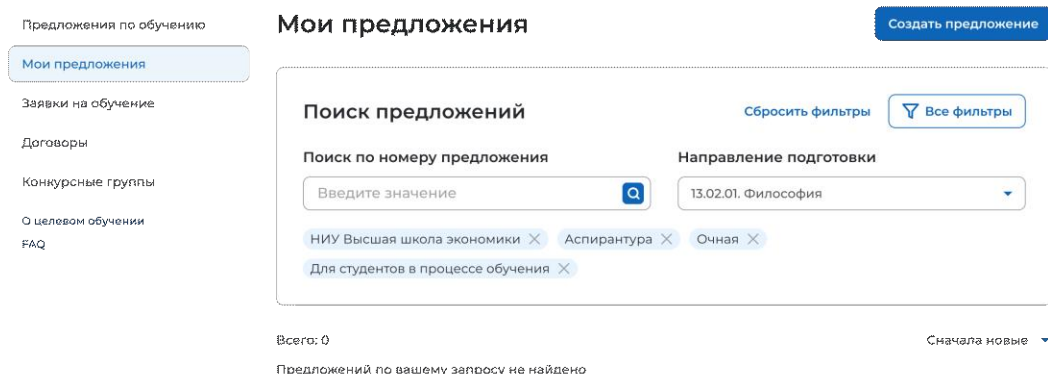 Предложения по обучению
Мои предложения
Заявки на обучение
Договоры
Конкурсные группы
О целевом обучении
FAQ
Мои предложения
Создать предложение
Поиск предложений
Сбросить фильтры
Все фильтры
Поиск по номеру предложения
Направление подготовки
Введите значение
13.02.01. Философия
НИУ Высшая школа экономики
Аспирантура
Очная
Для студентов в процессе обучения
Всего: 0
Сначала новые
Предложений по вашему запросу не найдено